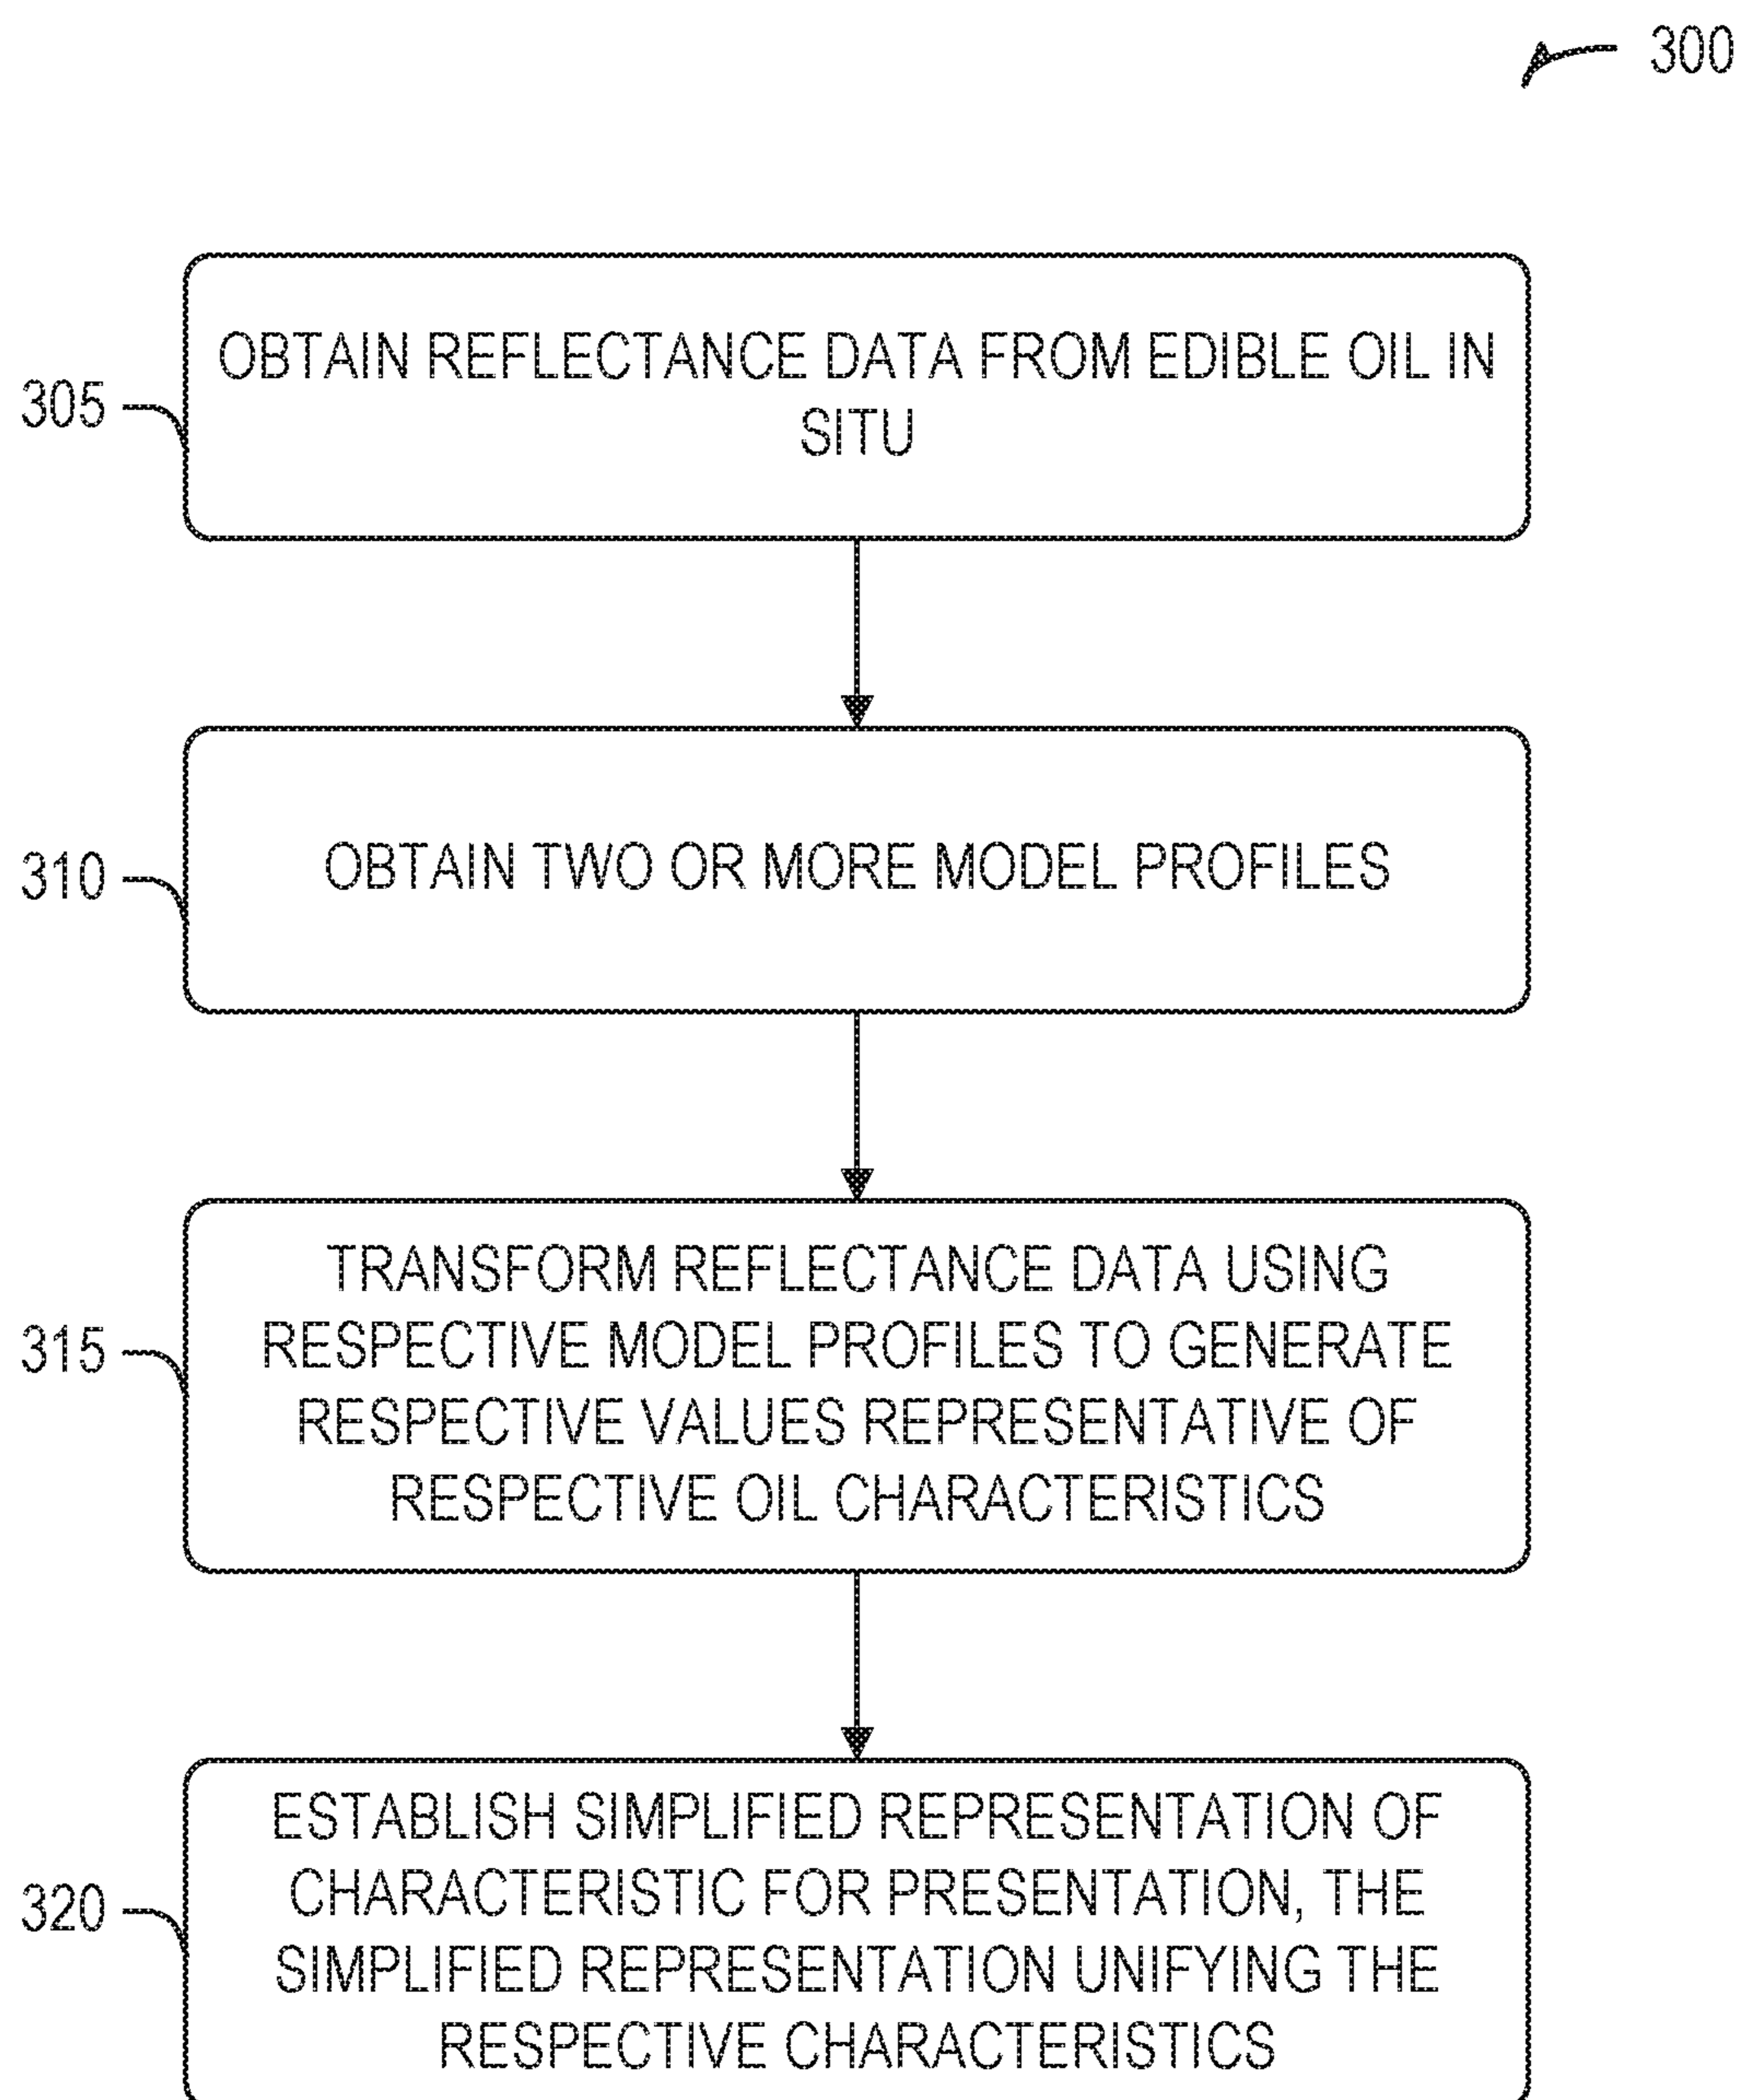 300
305
OBTAIN REFLECTANCE DATA FROM EDIBLE OIL IN
SITU
310
OBTAIN TWO OR MORE MODEL PROFILES
315
TRANSFORM REFLECTANCE DATA USING
RESPECTIVE MODEL PROFILES TO GENERATE
RESPECTIVE VALUES REPRESENTATIVE OF
RESPECTIVE OIL CHARACTERISTICS
320
ESTABLISH SIMPLIFIED REPRESENTATION OF
CHARACTERISTIC FOR PRESENTATION, THE
SIMPLIFIED REPRESENTATION UNIFYING THE
RESPECTIVE CHARACTERISTICS